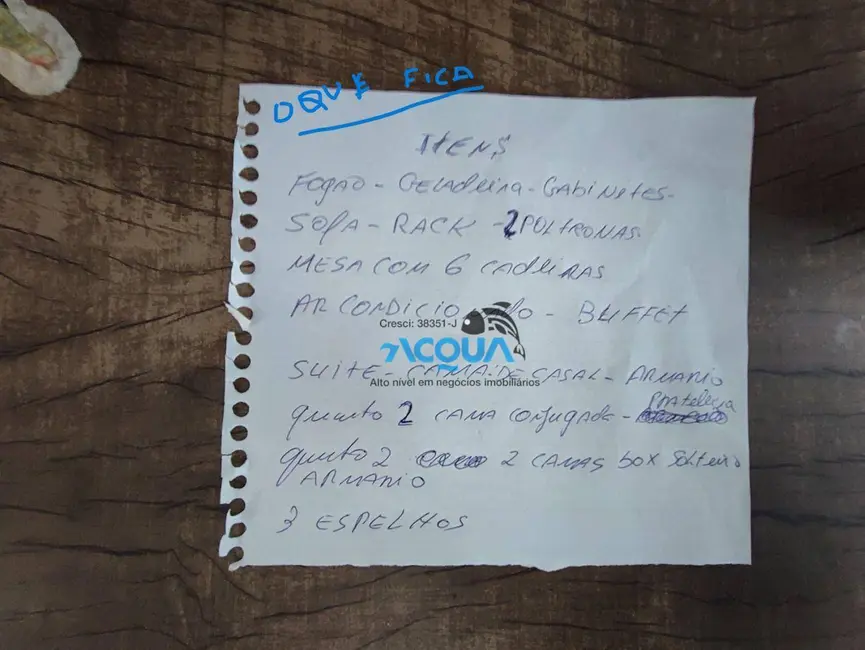 O QUE FICA
ITENS
FOGÃO - GELADEIRA - GABINETES -
SOFA - RACK - 2 POLTRONAS
MESA COM 6 CADEIRAS
AR CONDICIO do - BUFFET
Cresci: 38351-J
ACQUA
Alto nível em negócios imobiliários
SUITE - CAMA DE CASAL - ARMARIO
PRATELEIRA
quarto 2 CAMA CONJUGADA -
quarto 2 2 CAMAS box SOLTEIRO
ARMARIO
3 ESPELHOS